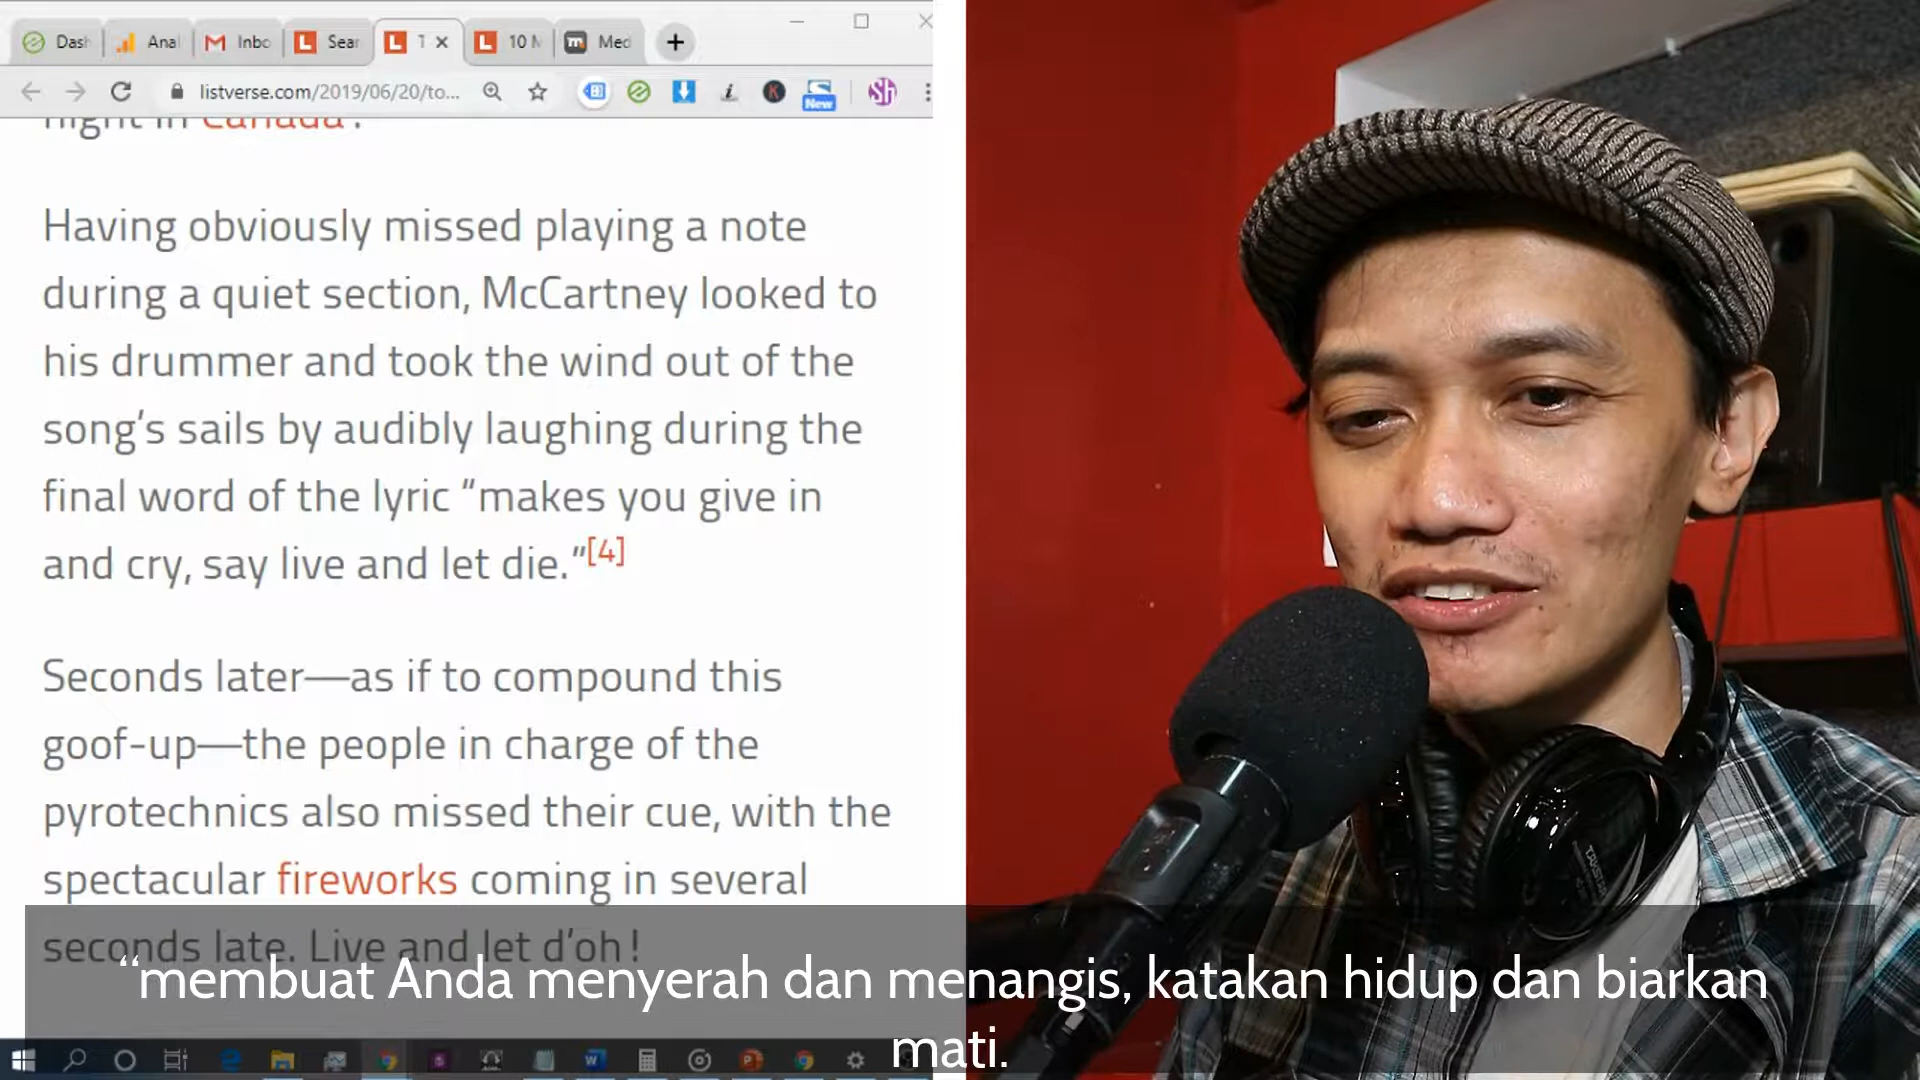 Dash
Anal
Inbo
Sear
T
10 M
Med
listverse.com/2019/06/20/to...
New
Sh
night in Canada".
Having obviously missed playing a note
during a quiet section, McCartney looked to
his drummer and took the wind out of the
song's sails by audibly laughing during the
final word of the lyric "makes you give in
and cry, say live and let die."[4]
Seconds later—as if to compound this
goof-up—the people in charge of the
pyrotechnics also missed their cue, with the
spectacular fireworks coming in several
seconds late. Live and let d'oh!
"membuat Anda menyerah dan menangis, katakan hidup dan biarkan
mati.